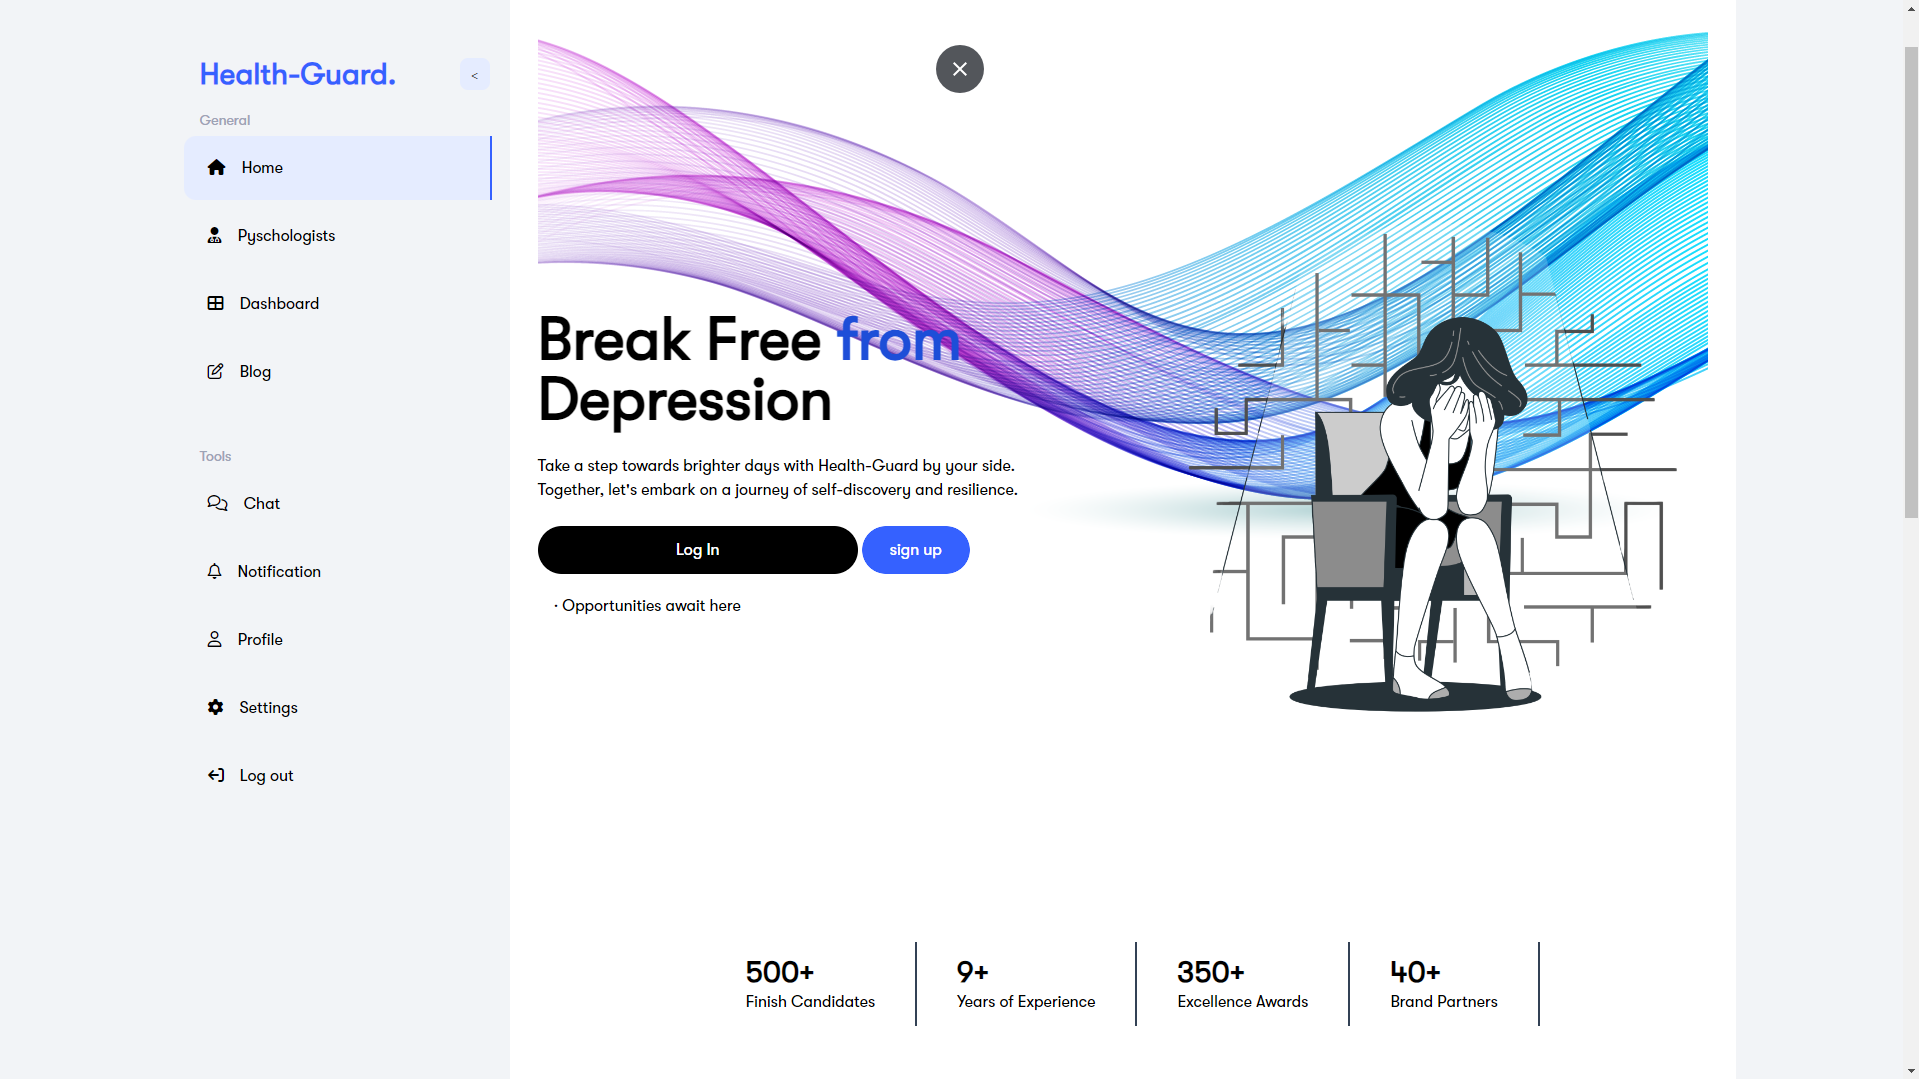 Health-Guard.
<
General
Home
Pyschologists
Dashboard
Blog
Tools
Chat
Notification
Profile
Settings
Log out
Break Free from
Depression
Take a step towards brighter days with Health-Guard by your side.
Together, let's embark on a journey of self-discovery and resilience.
Log In
sign up
· Opportunities await here
500+
Finish Candidates
9+
Years of Experience
350+
Excellence Awards
40+
Brand Partners